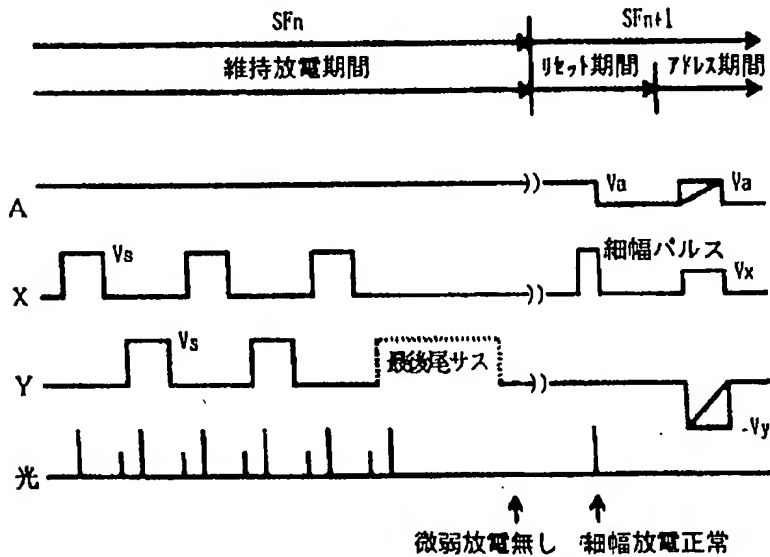 SFn
SFn+1
維持放電期間
リセット期間
アドレス期間
A
Va
Va
X
Vs
細幅パルス
Vx
Y
Vs
最後尾サス
-Vy
光
微弱放電無し
細幅放電正常